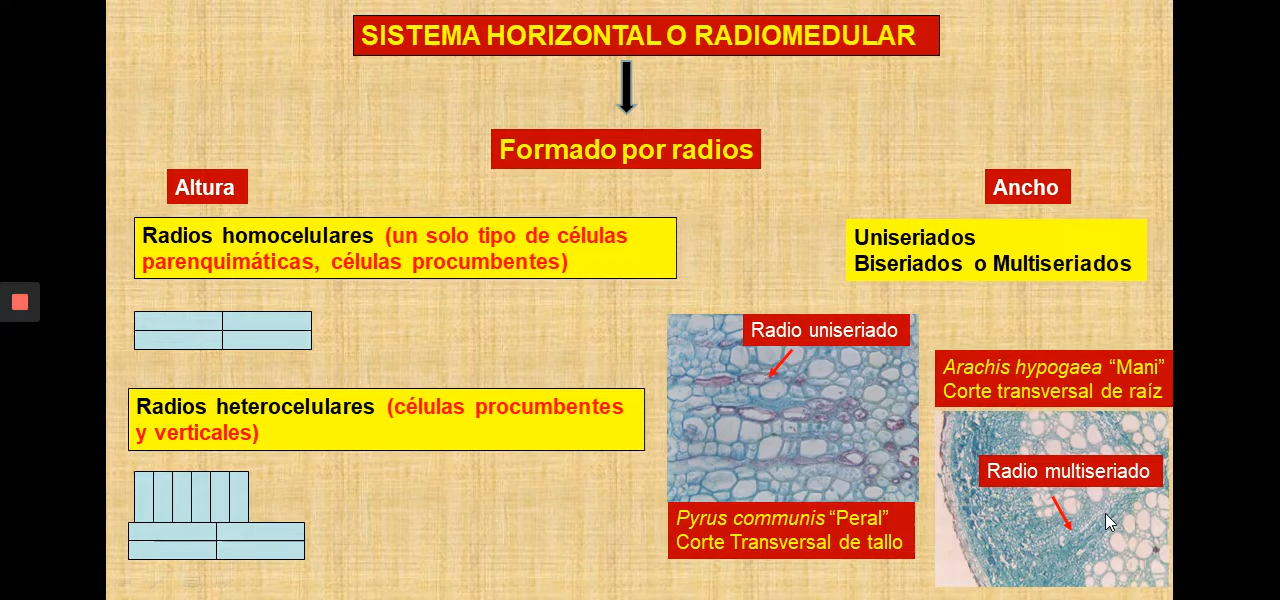 SISTEMA HORIZONTAL O RADIOMEDULAR
Formado por radios
Altura
Radios homocelulares (un solo tipo de células
parenquimáticas, células procumbentes)
Radios heterocelulares (células procumbentes
y verticales)
Ancho
Uniseriados
Biseriados o Multiseriados
Radio uniseriado
Pyrus communis “Peral”
Corte Transversal de tallo
Arachis hypogaea “Mani”
Corte transversal de raíz
Radio multiseriado